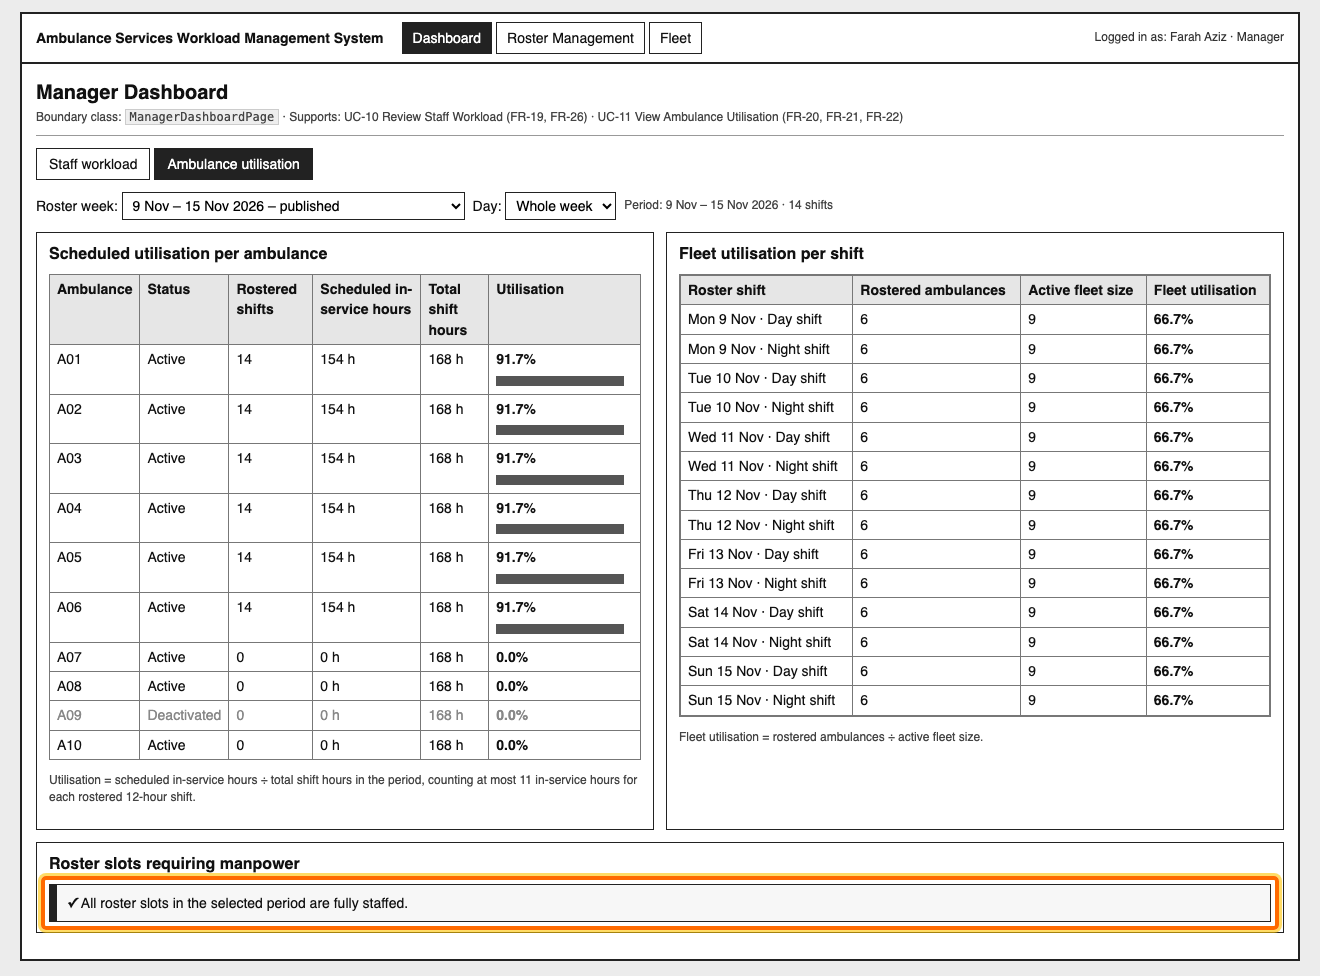 Ambulance Services Workload Management System
Dashboard
Roster Management
Fleet
Logged in as: Farah Aziz · Manager
Manager Dashboard
Boundary class: ManagerDashboardPage · Supports: UC-10 Review Staff Workload (FR-19, FR-26) · UC-11 View Ambulance Utilisation (FR-20, FR-21, FR-22)
Staff workload
Ambulance utilisation
Roster week: 9 Nov – 15 Nov 2026 – published Day: Whole week Period: 9 Nov – 15 Nov 2026 · 14 shifts
Scheduled utilisation per ambulance
Ambulance Status Rostered shifts Scheduled in-service hours Total shift hours Utilisation
A01 Active 14 154 h 168 h 91.7%
A02 Active 14 154 h 168 h 91.7%
A03 Active 14 154 h 168 h 91.7%
A04 Active 14 154 h 168 h 91.7%
A05 Active 14 154 h 168 h 91.7%
A06 Active 14 154 h 168 h 91.7%
A07 Active 0 0 h 168 h 0.0%
A08 Active 0 0 h 168 h 0.0%
A09 Deactivated 0 0 h 168 h 0.0%
A10 Active 0 0 h 168 h 0.0%
Utilisation = scheduled in-service hours ÷ total shift hours in the period, counting at most 11 in-service hours for
each rostered 12-hour shift.
Fleet utilisation per shift
Roster shift Rostered ambulances Active fleet size Fleet utilisation
Mon 9 Nov · Day shift 6 9 66.7%
Mon 9 Nov · Night shift 6 9 66.7%
Tue 10 Nov · Day shift 6 9 66.7%
Tue 10 Nov · Night shift 6 9 66.7%
Wed 11 Nov · Day shift 6 9 66.7%
Wed 11 Nov · Night shift 6 9 66.7%
Thu 12 Nov · Day shift 6 9 66.7%
Thu 12 Nov · Night shift 6 9 66.7%
Fri 13 Nov · Day shift 6 9 66.7%
Fri 13 Nov · Night shift 6 9 66.7%
Sat 14 Nov · Day shift 6 9 66.7%
Sat 14 Nov · Night shift 6 9 66.7%
Sun 15 Nov · Day shift 6 9 66.7%
Sun 15 Nov · Night shift 6 9 66.7%
Fleet utilisation = rostered ambulances ÷ active fleet size.
Roster slots requiring manpower
✓All roster slots in the selected period are fully staffed.